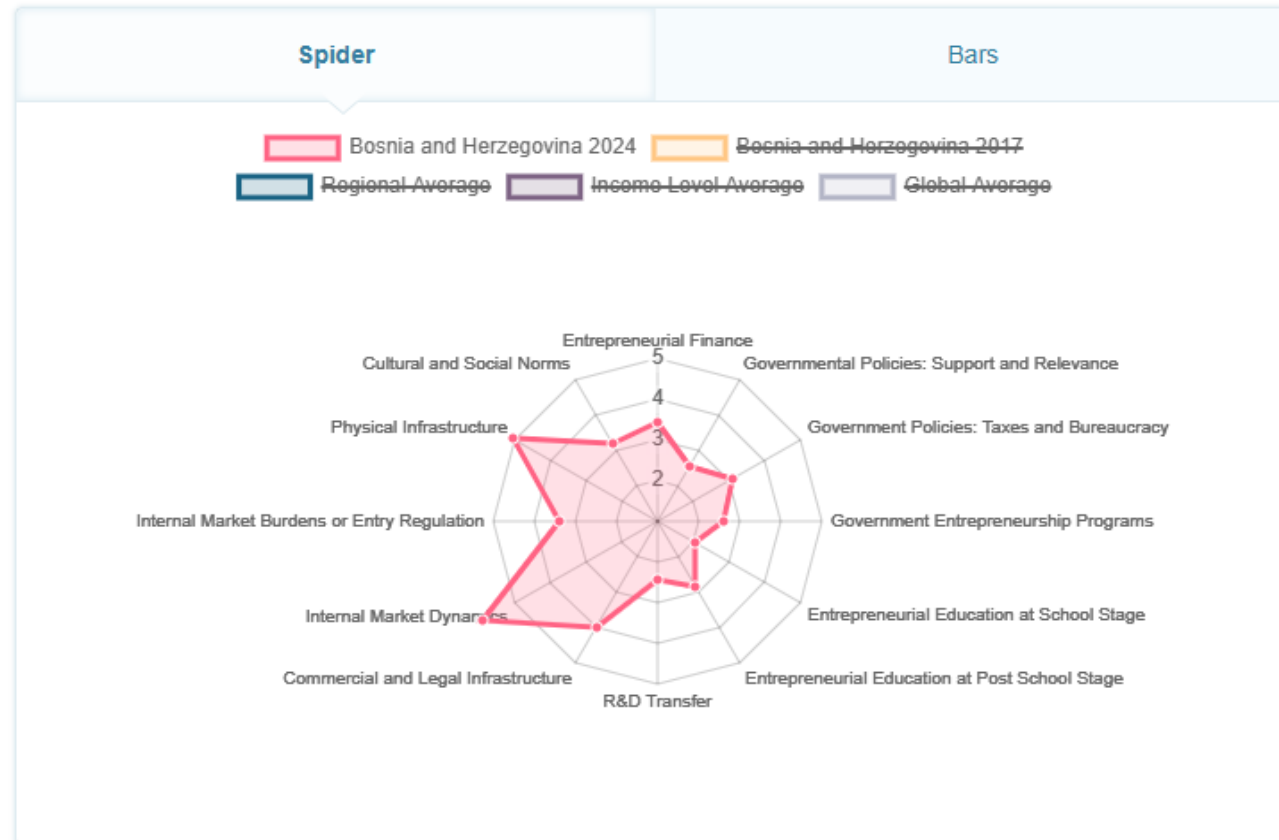 Spider
Bars
Bosnia and Herzegovina 2024
Bosnia and Herzegovina 2017
Regional Average
Income Level Average
Global Average
Entrepreneurial Finance
Cultural and Social Norms
Governmental Policies: Support and Relevance
5
4
3
2
Physical Infrastructure
Government Policies: Taxes and Bureaucracy
Internal Market Burdens or Entry Regulation
Government Entrepreneurship Programs
Internal Market Dynamics
Entrepreneurial Education at School Stage
Commercial and Legal Infrastructure
Entrepreneurial Education at Post School Stage
R&D Transfer